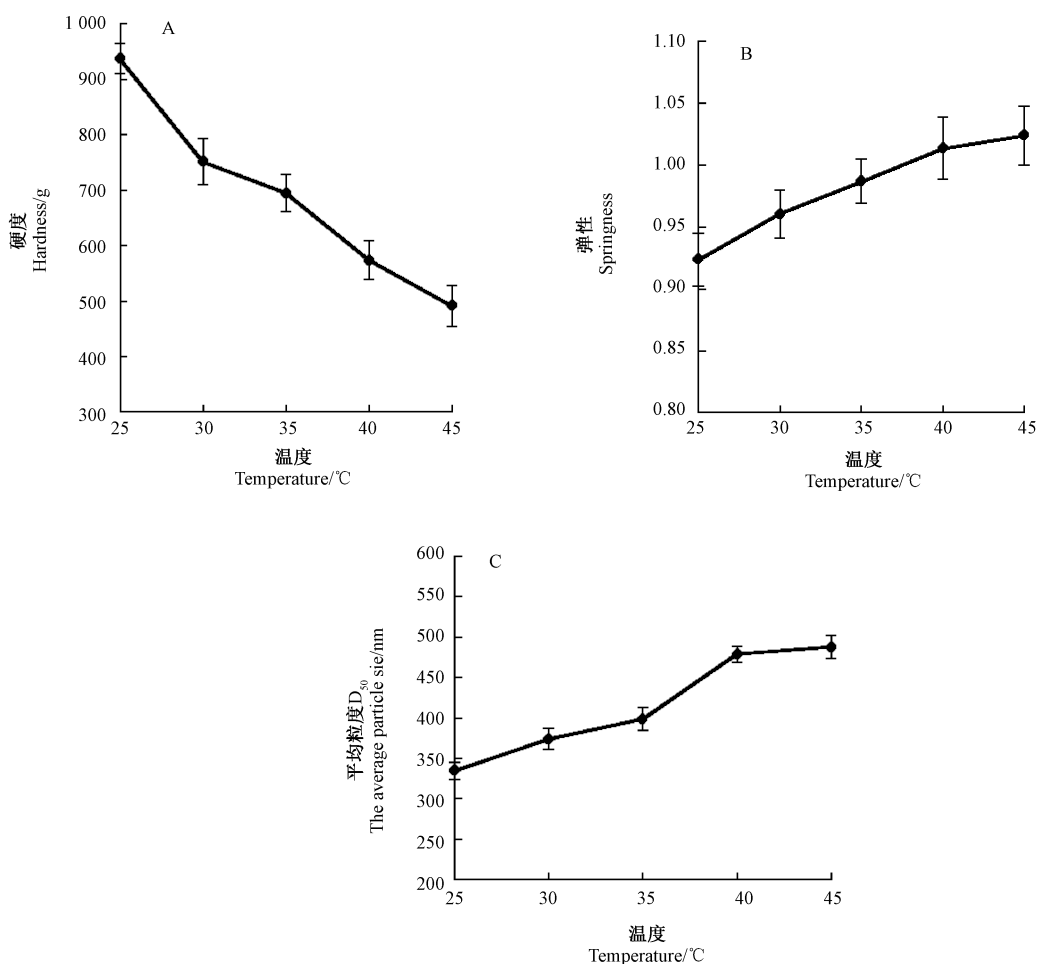 A
1 000
900
800
700
600
500
400
300
硬度
Hardness/g
25 30 35 40 45
温度
Temperature/℃
B
1.10
1.05
1.00
0.95
0.90
0.85
0.80
弹性
Springness
25 30 35 40 45
温度
Temperature/℃
C
600
550
500
450
400
350
300
250
200
平均粒度D50
The average particle sie/nm
25 30 35 40 45
温度
Temperature/℃